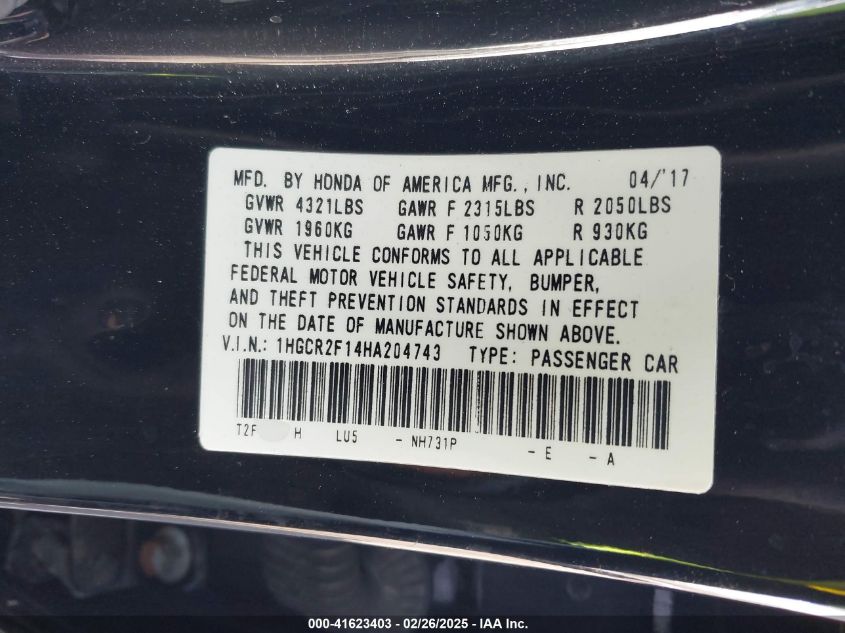 MFD. BY HONDA OF AMERICA MFG., INC. 04/'17
GVWR 4321LBS GAWR F 2315LBS R 2050LBS
GVWR 1960KG GAWR F 1050KG R 930KG
THIS VEHICLE CONFORMS TO ALL APPLICABLE
FEDERAL MOTOR VEHICLE SAFETY, BUMPER,
AND THEFT PREVENTION STANDARDS IN EFFECT
ON THE DATE OF MANUFACTURE SHOWN ABOVE.
V.I.N.: 1HGCR2F14HA204743 TYPE: PASSENGER CAR
T2F H LU5 - NH731P - E - A
000-41623403 - 02/26/2025 - IAA Inc.